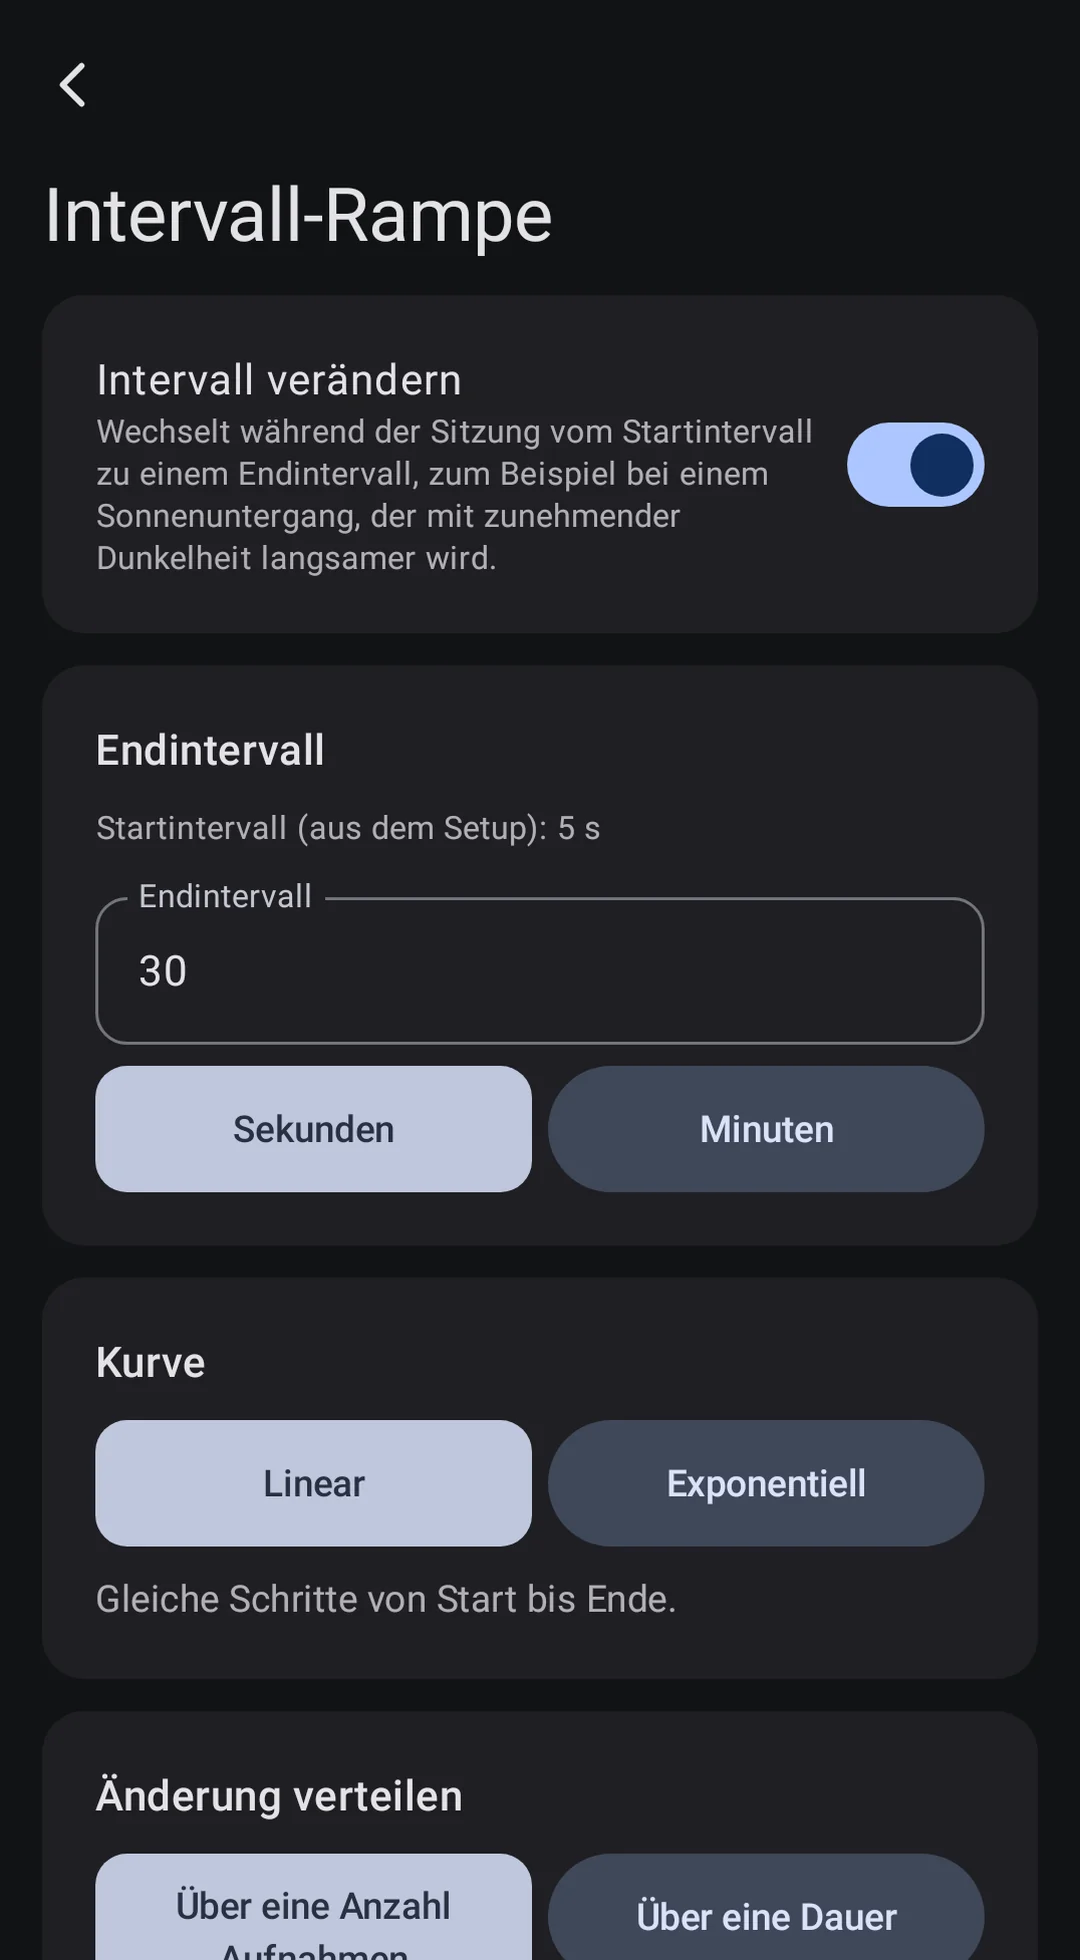 Intervall-Rampe
Intervall verändern
Wechselt während der Sitzung vom Startintervall
zu einem Endintervall, zum Beispiel bei einem
Sonnenuntergang, der mit zunehmender
Dunkelheit langsamer wird.
Endintervall
Startintervall (aus dem Setup): 5 s
Endintervall
30
Sekunden
Minuten
Kurve
Linear
Exponentiell
Gleiche Schritte von Start bis Ende.
Änderung verteilen
Über eine Anzahl
Aufnahmen
Über eine Dauer